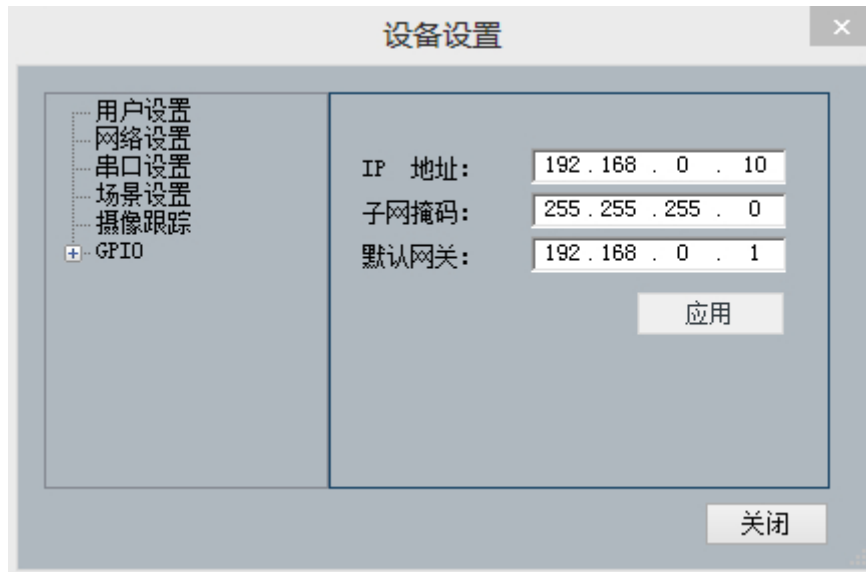 设备设置
用户设置
网络设置
串口设置
场景设置
摄像跟踪
GPIO
IP 地址: 192.168 . 0 . 10
子网掩码: 255.255 .255 . 0
默认网关: 192.168 . 0 . 1
应用
关闭